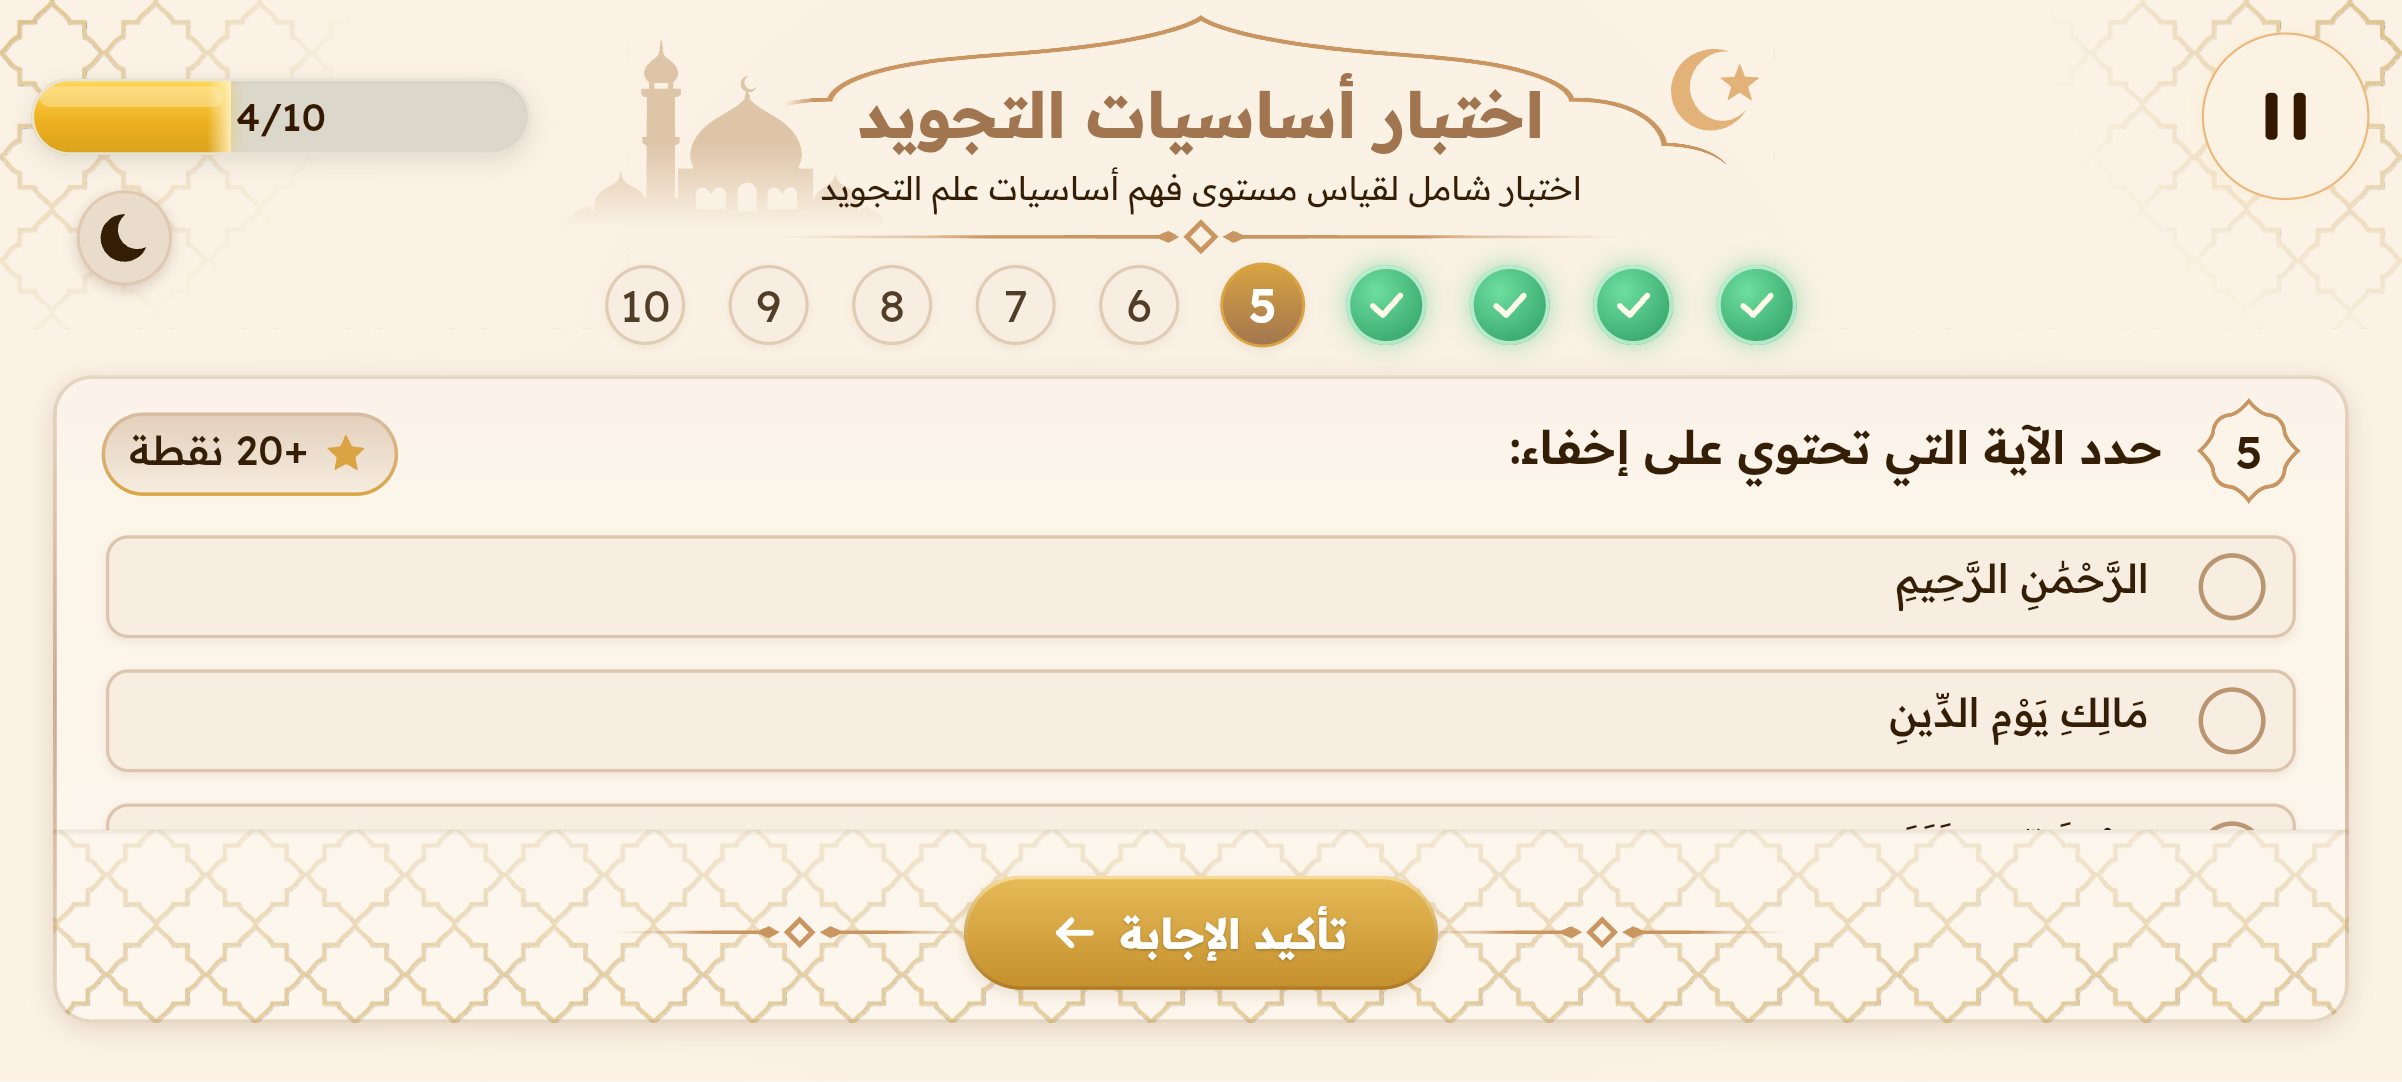 اختبار أساسيات التجويد
4/10
اختبار شامل لقياس مستوى فهم أساسيات علم التجويد
5 6 7 8 9 10
5
حدد الآية التي تحتوي على إخفاء:
+20 نقطة
الرَّحْمَٰنِ الرَّحِيمِ
مَالِكِ يَوْمِ الدِّينِ
تأكيد الإجابة